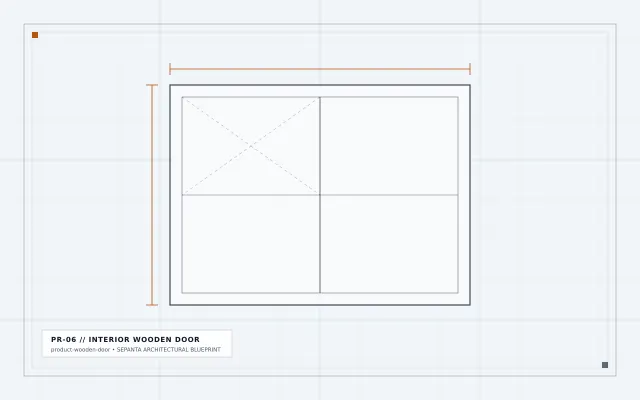 PR-06 // INTERIOR WOODEN DOOR
product-wooden-door • SEPANTA ARCHITECTURAL BLUEPRINT